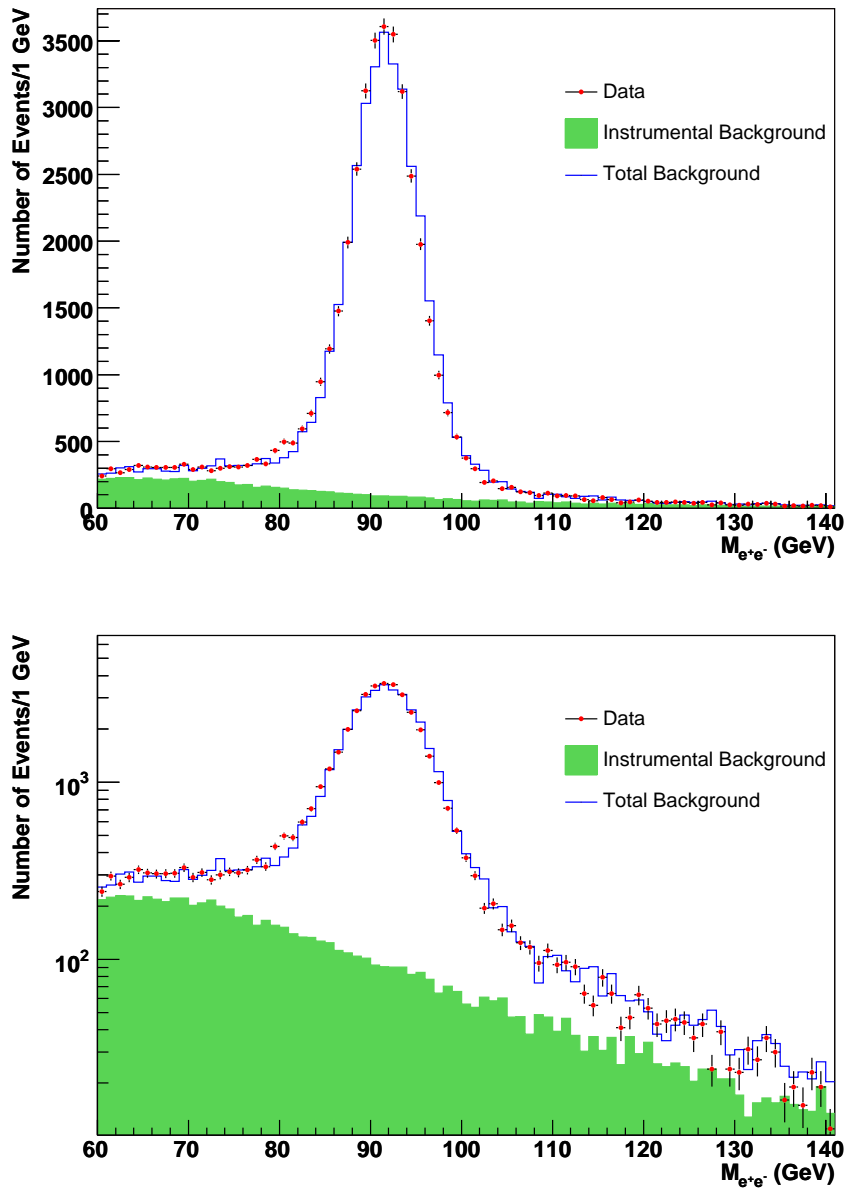 Number of Events/1 GeV
3500
3000
2500
2000
1500
1000
500
0
Data
Instrumental Background
Total Background
60 70 80 90 100 110 120 130 140
M_{e⁺e⁻} (GeV)
Number of Events/1 GeV
10³
10²
Data
Instrumental Background
Total Background
60 70 80 90 100 110 120 130 140
M_{e⁺e⁻} (GeV)